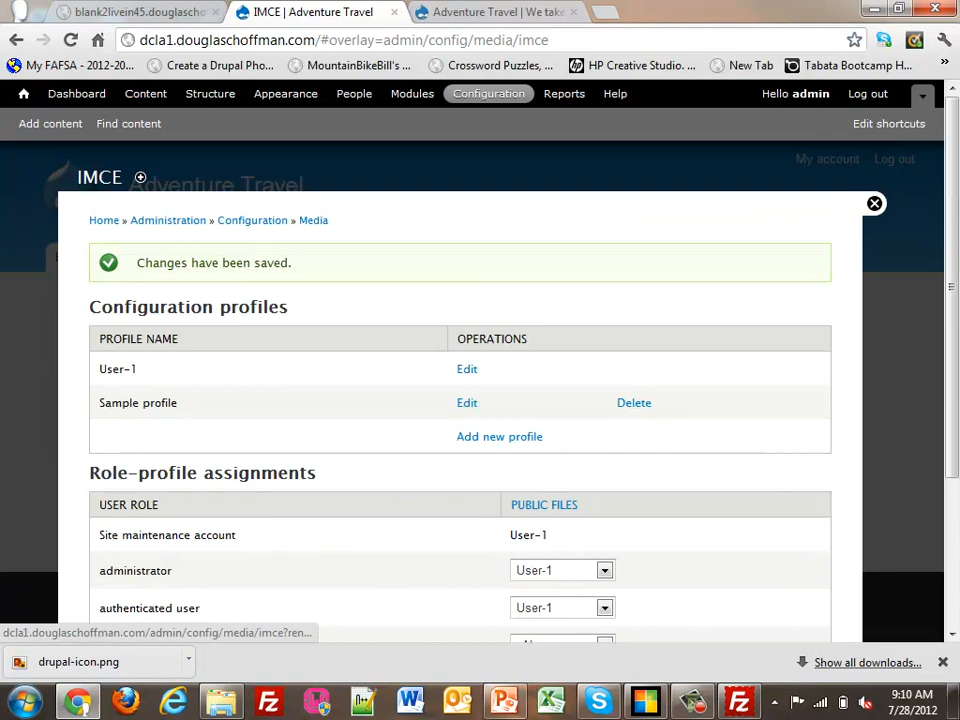 blank2livein45.douglascho
IMCE | Adventure Travel
Adventure Travel | We take
dcla1.douglaschoffman.com/#overlay=admin/config/media/imce
My FAFSA - 2012-20...
Create a Drupal Pho...
MountainBikeBill's ...
Crossword Puzzles, ...
HP Creative Studio. ...
New Tab
Tabata Bootcamp H...
Dashboard
Content
Structure
Appearance
People
Modules
Configuration
Reports
Help
Hello admin
Log out
Add content
Find content
Edit shortcuts
My account
Log out
Adventure Travel
IMCE
Home » Administration » Configuration » Media
Changes have been saved.
Configuration profiles
PROFILE NAME
OPERATIONS
User-1
Edit
Sample profile
Edit
Delete
Add new profile
Role-profile assignments
USER ROLE
PUBLIC FILES
Site maintenance account
User-1
administrator
User-1
authenticated user
User-1
dcla1.douglaschoffman.com/admin/config/media/imce?ren...
drupal-icon.png
Show all downloads...
9:10 AM
7/28/2012